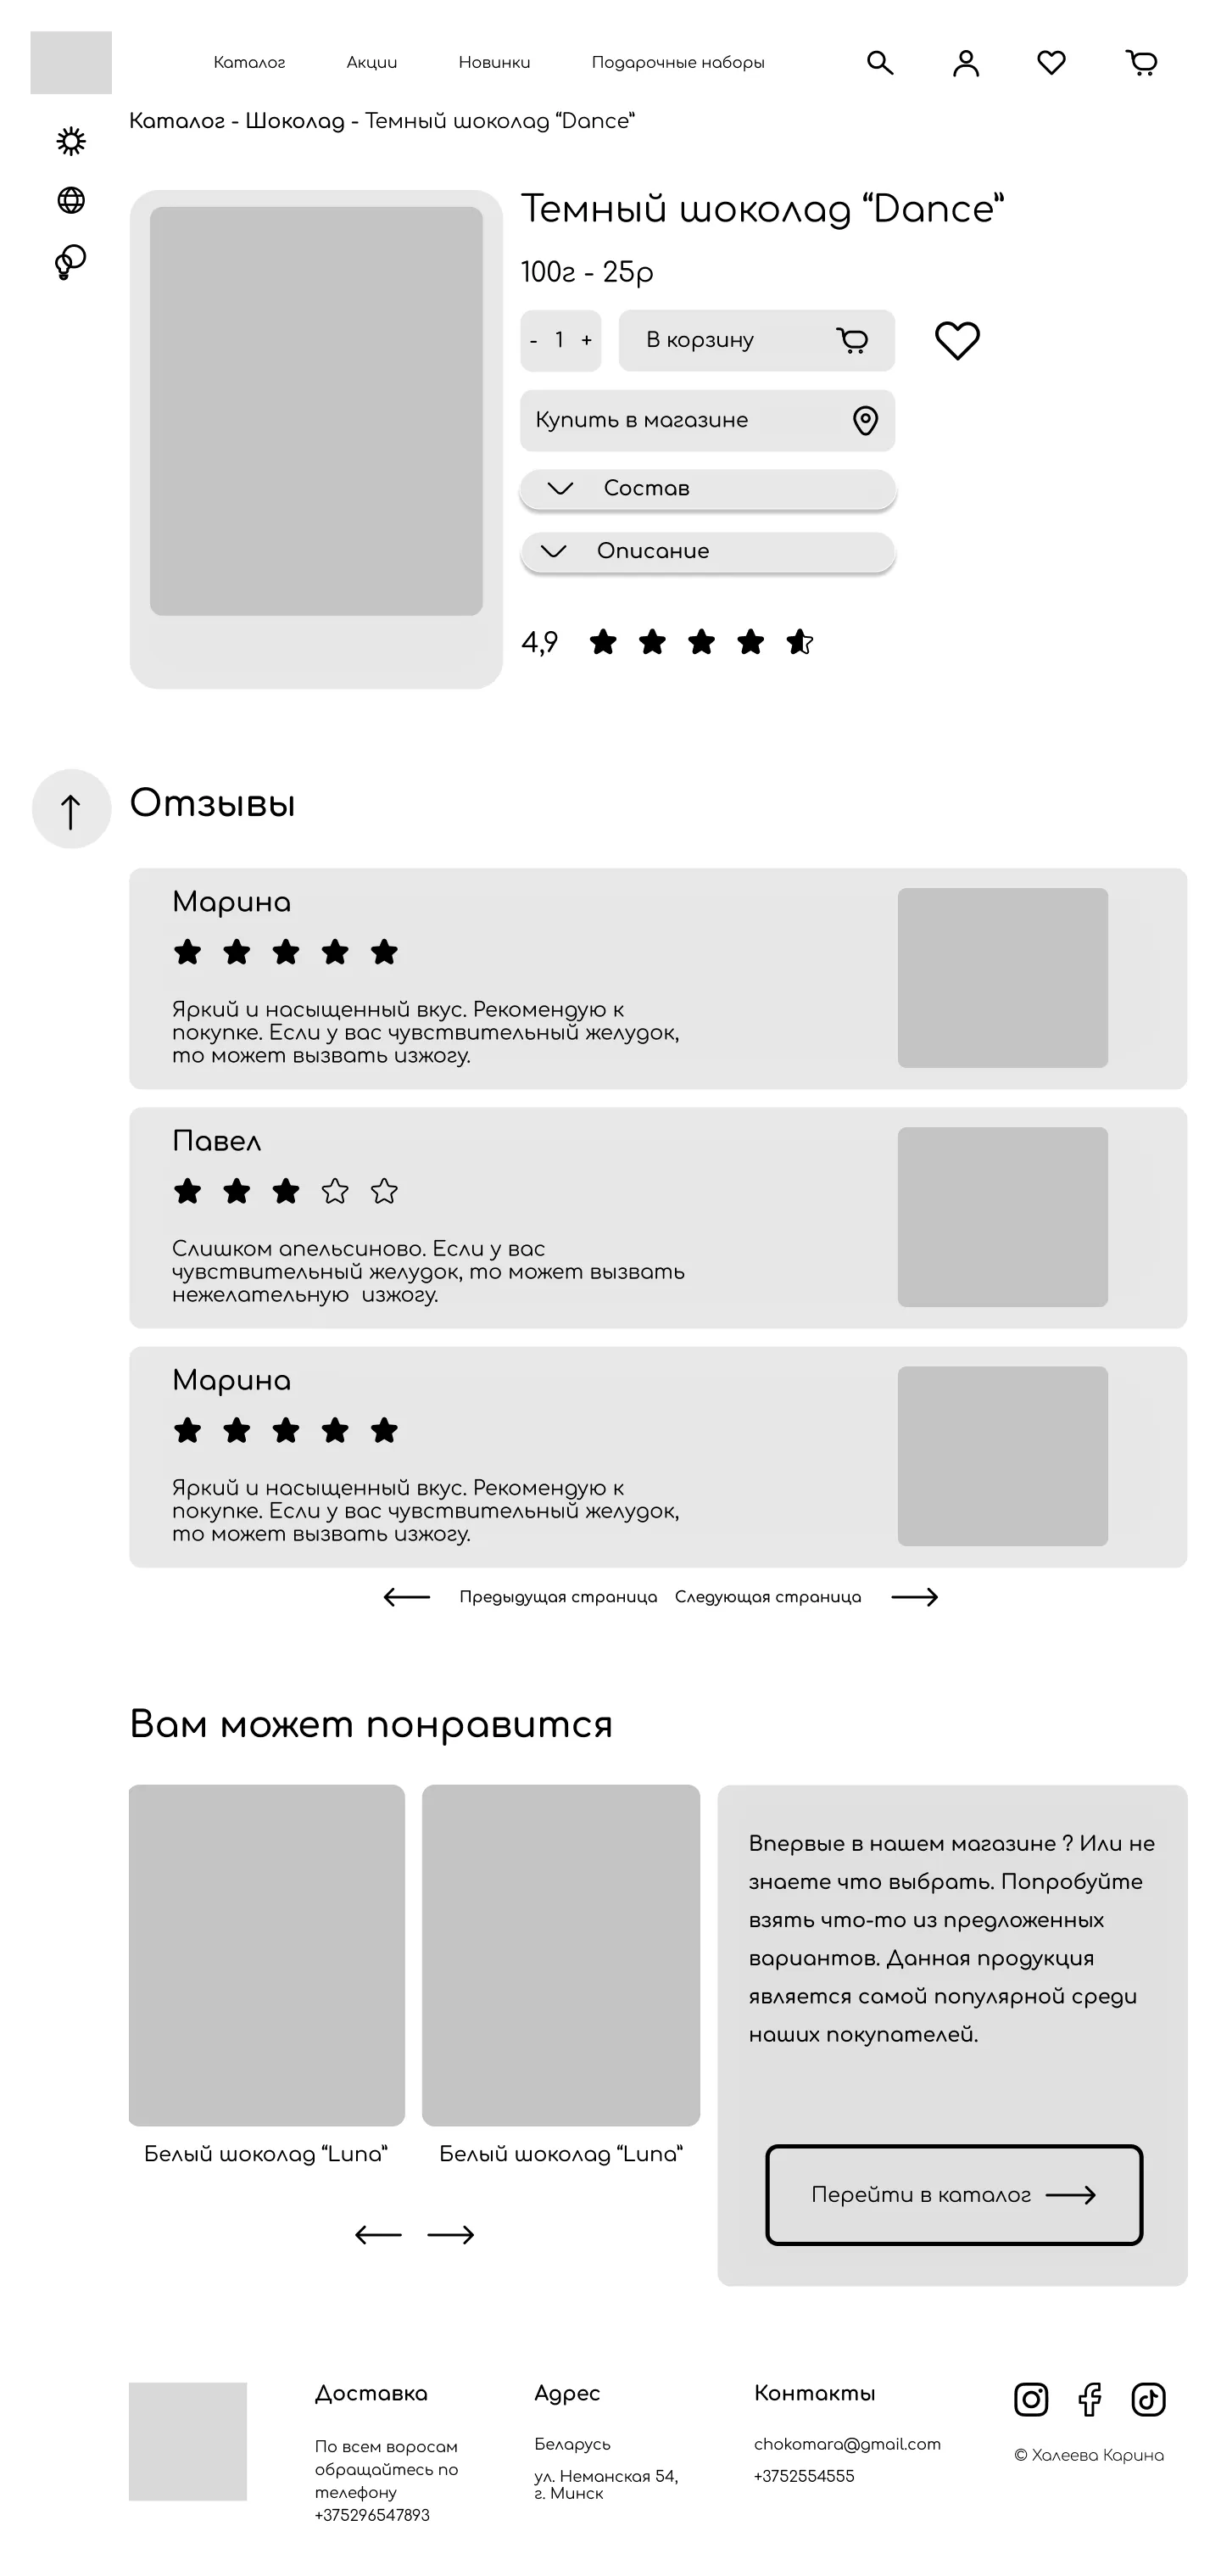 Каталог Акции Новинки Подарочные наборы
Каталог - Шоколад - Темный шоколад “Dance”
Темный шоколад “Dance”
100г - 25р
- 1 +
В корзину
Купить в магазине
Состав
Описание
4,9
Отзывы
Марина
Яркий и насыщенный вкус. Рекомендую к
покупке. Если у вас чувствительный желудок,
то может вызвать изжогу.
Павел
Слишком апельсиново. Если у вас
чувствительный желудок, то может вызвать
нежелательную изжогу.
Марина
Яркий и насыщенный вкус. Рекомендую к
покупке. Если у вас чувствительный желудок,
то может вызвать изжогу.
Предыдущая страница Следующая страница
Вам может понравится
Белый шоколад “Luna”
Белый шоколад “Luna”
Впервые в нашем магазине ? Или не
знаете что выбрать. Попробуйте
взять что-то из предложенных
вариантов. Данная продукция
является самой популярной среди
наших покупателей.
Перейти в каталог
Доставка
По всем воросам
обращайтесь по
телефону
+375296547893
Адрес
Беларусь
ул. Неманская 54,
г. Минск
Контакты
chokomara@gmail.com
+3752554555
© Халеева Карина